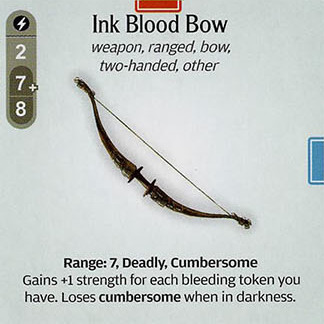 Ink Blood Bow
weapon, ranged, bow,
two-handed, other
2
7+
8
Range: 7, Deadly, Cumbersome
Gains +1 strength for each bleeding token you
have. Loses cumbersome when in darkness.